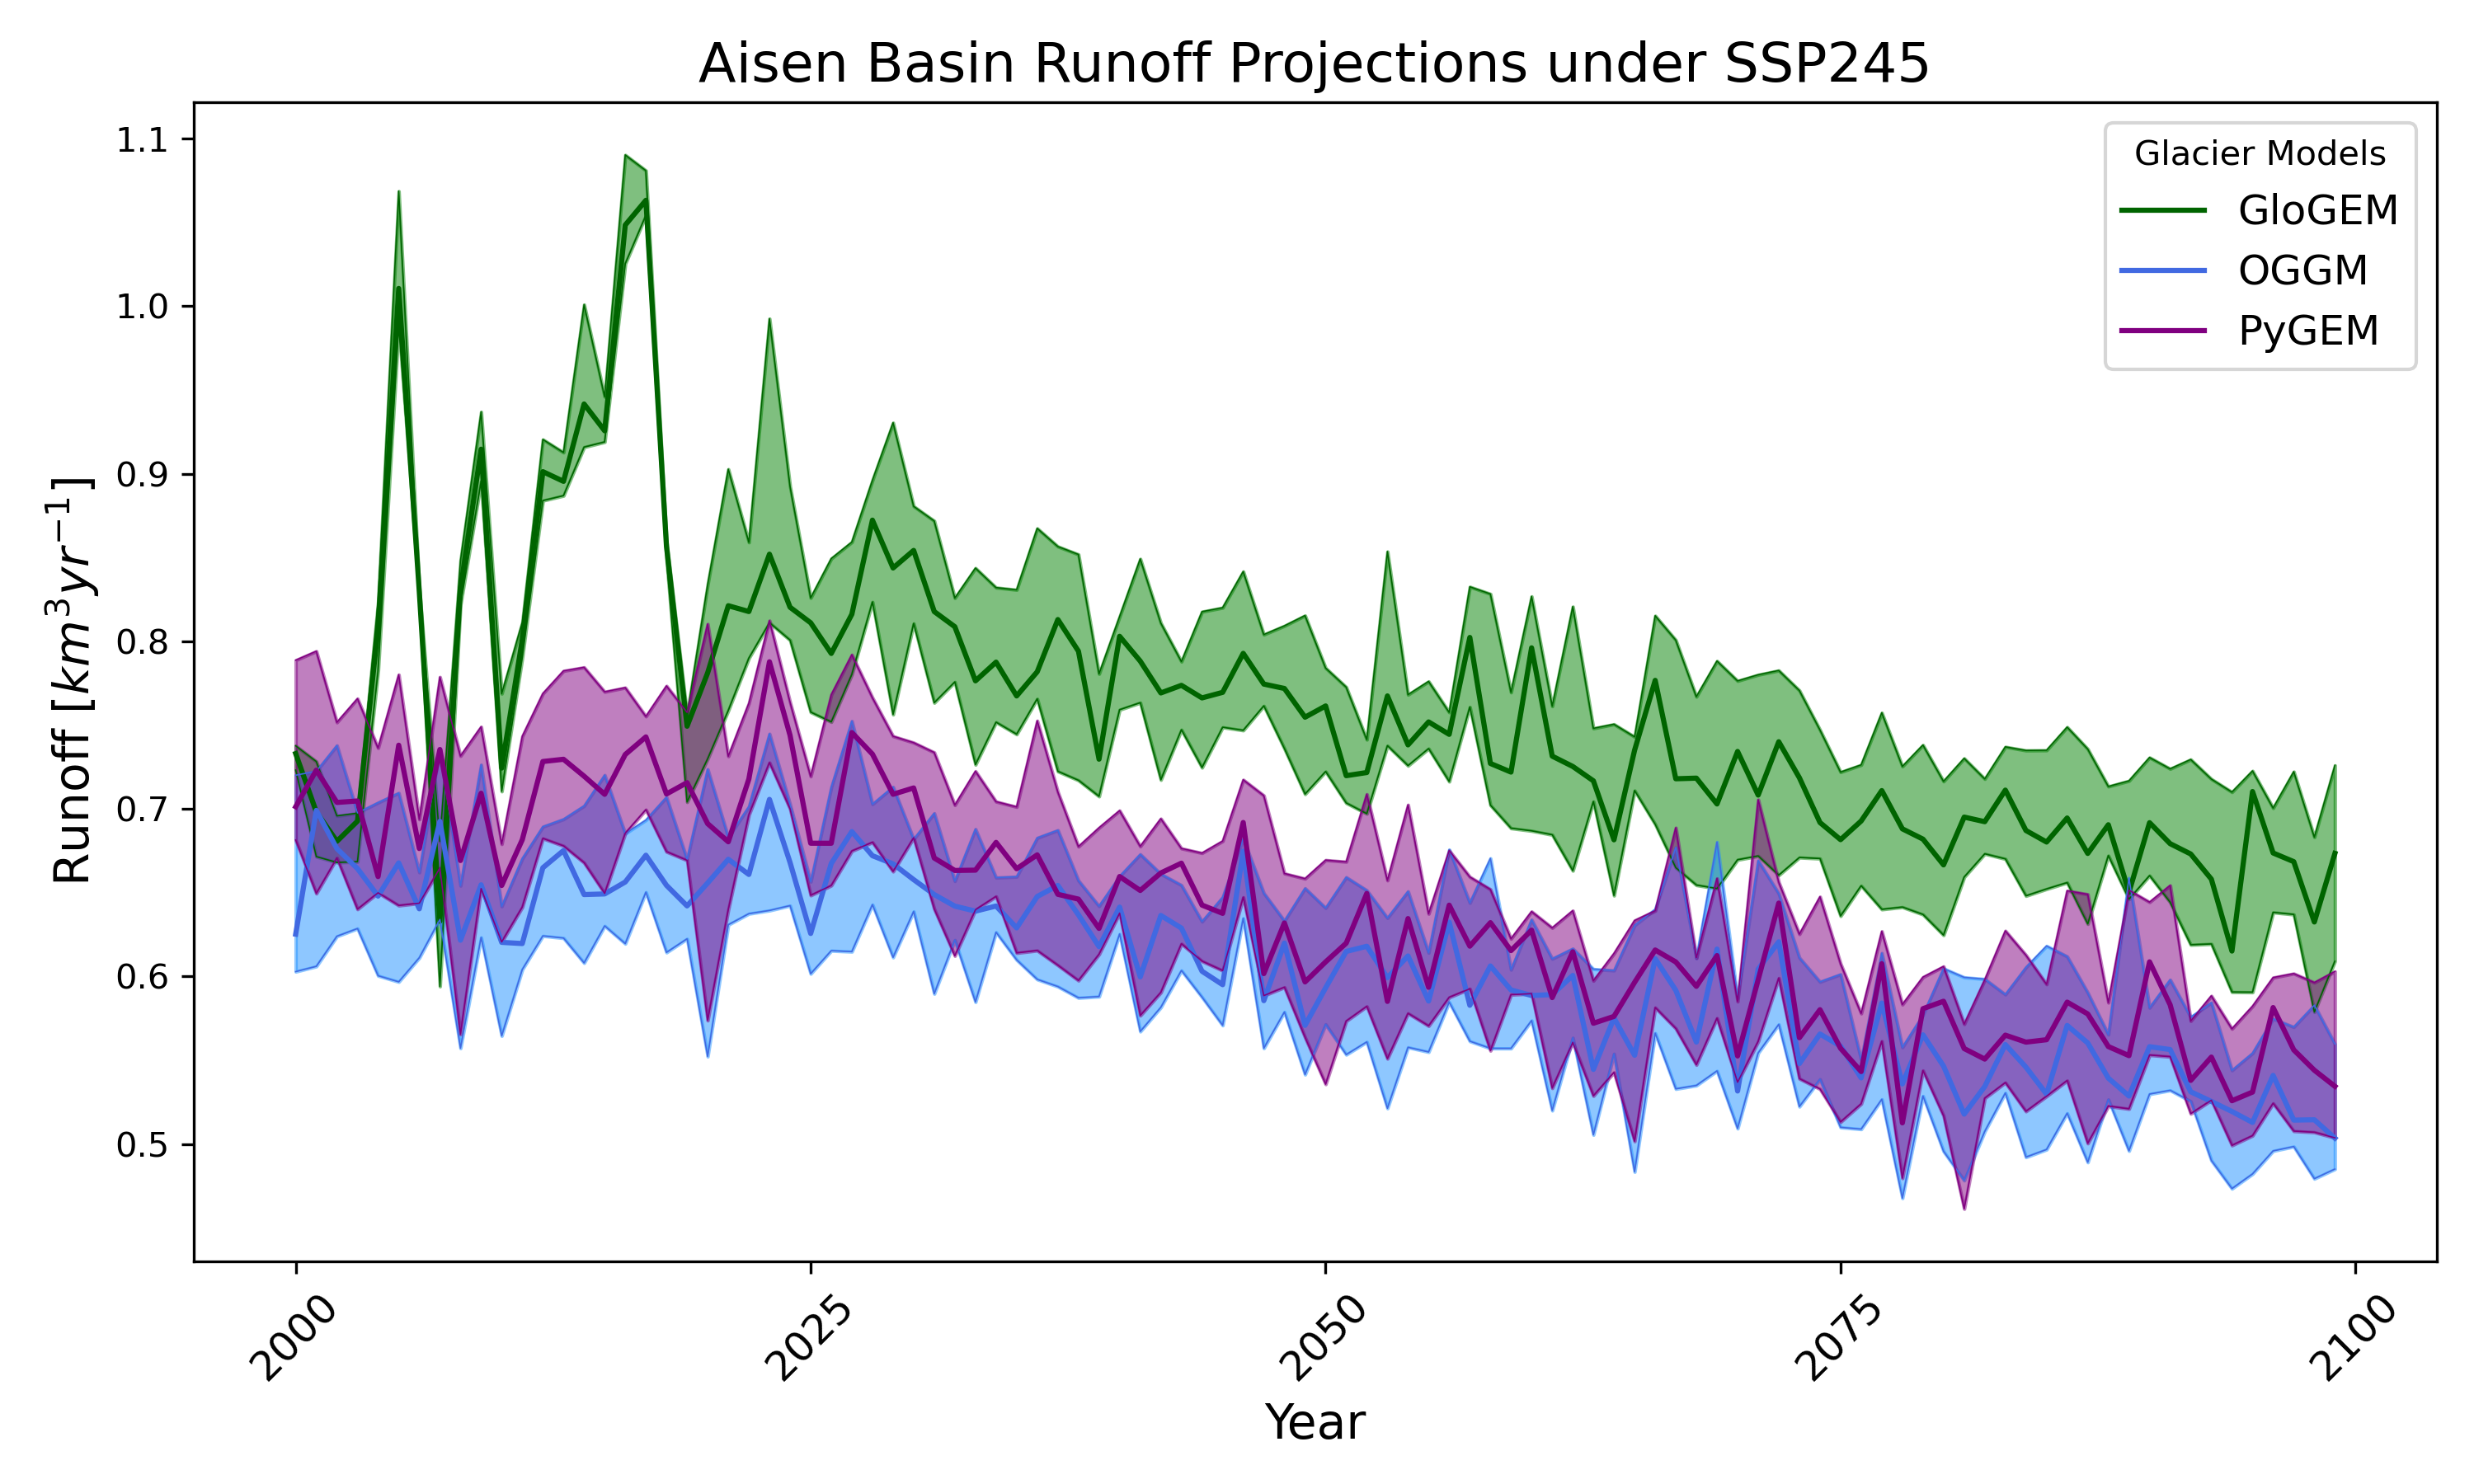 Aisen Basin Runoff Projections under SSP245
Glacier Models
GloGEM
OGGM
PyGEM
Runoff [km³yr⁻¹]
1.1
1.0
0.9
0.8
0.7
0.6
0.5
2000
2025
2050
2075
2100
Year